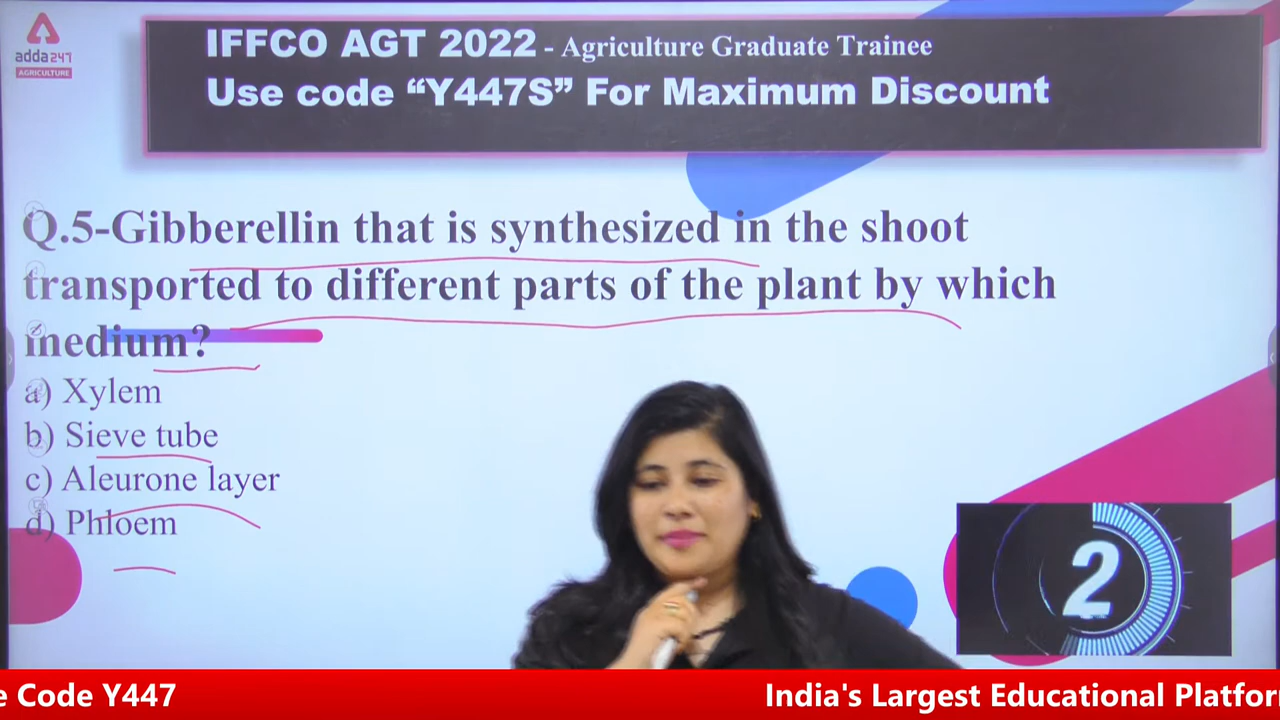 adda247
AGRICULTURE
IFFCO AGT 2022 - Agriculture Graduate Trainee
Use code “Y447S” For Maximum Discount
Q.5-Gibberellin that is synthesized in the shoot
transported to different parts of the plant by which
medium?
a) Xylem
b) Sieve tube
c) Aleurone layer
d) Phloem
2
e Code Y447
India's Largest Educational Platfor